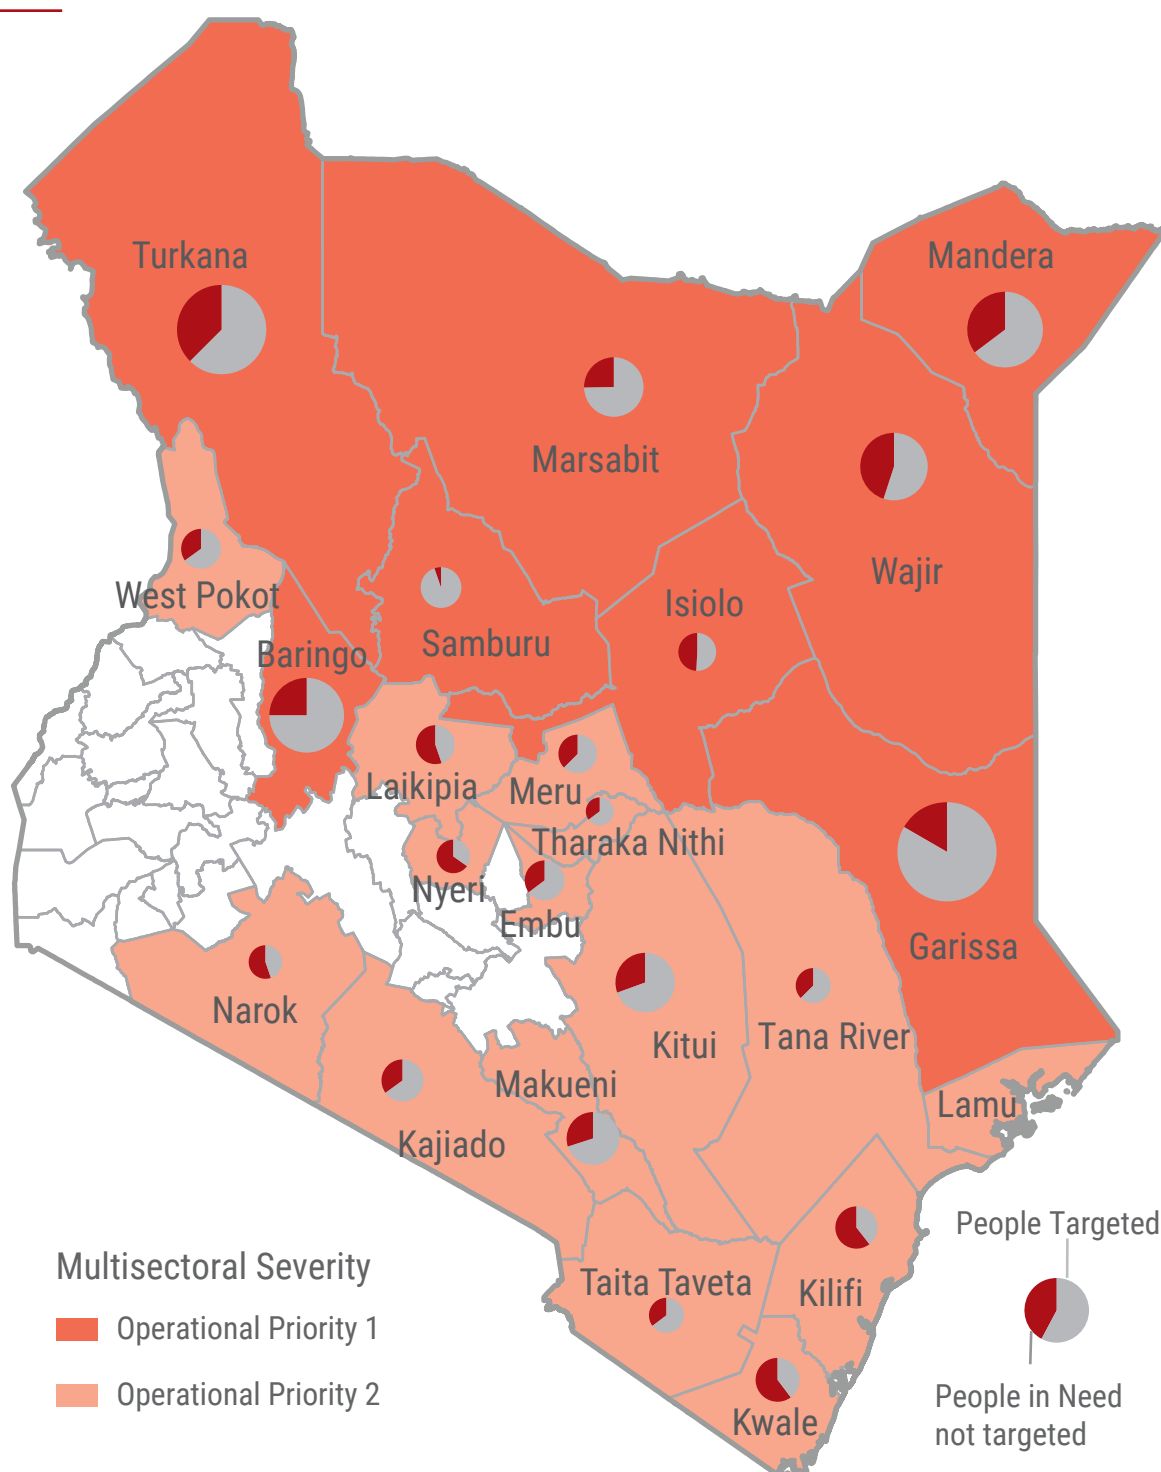 Turkana
Mandera
Marsabit
Wajir
West Pokot
Isiolo
Samburu
Baringo
Laikipia
Meru
Tharaka Nithi
Nyeri
Embu
Garissa
Narok
Kitui
Tana River
Makueni
Lamu
Kajiado
People Targeted
Multisectoral Severity
Taita Taveta
Kilifi
Operational Priority 1
Operational Priority 2
People in Need
not targeted
Kwale